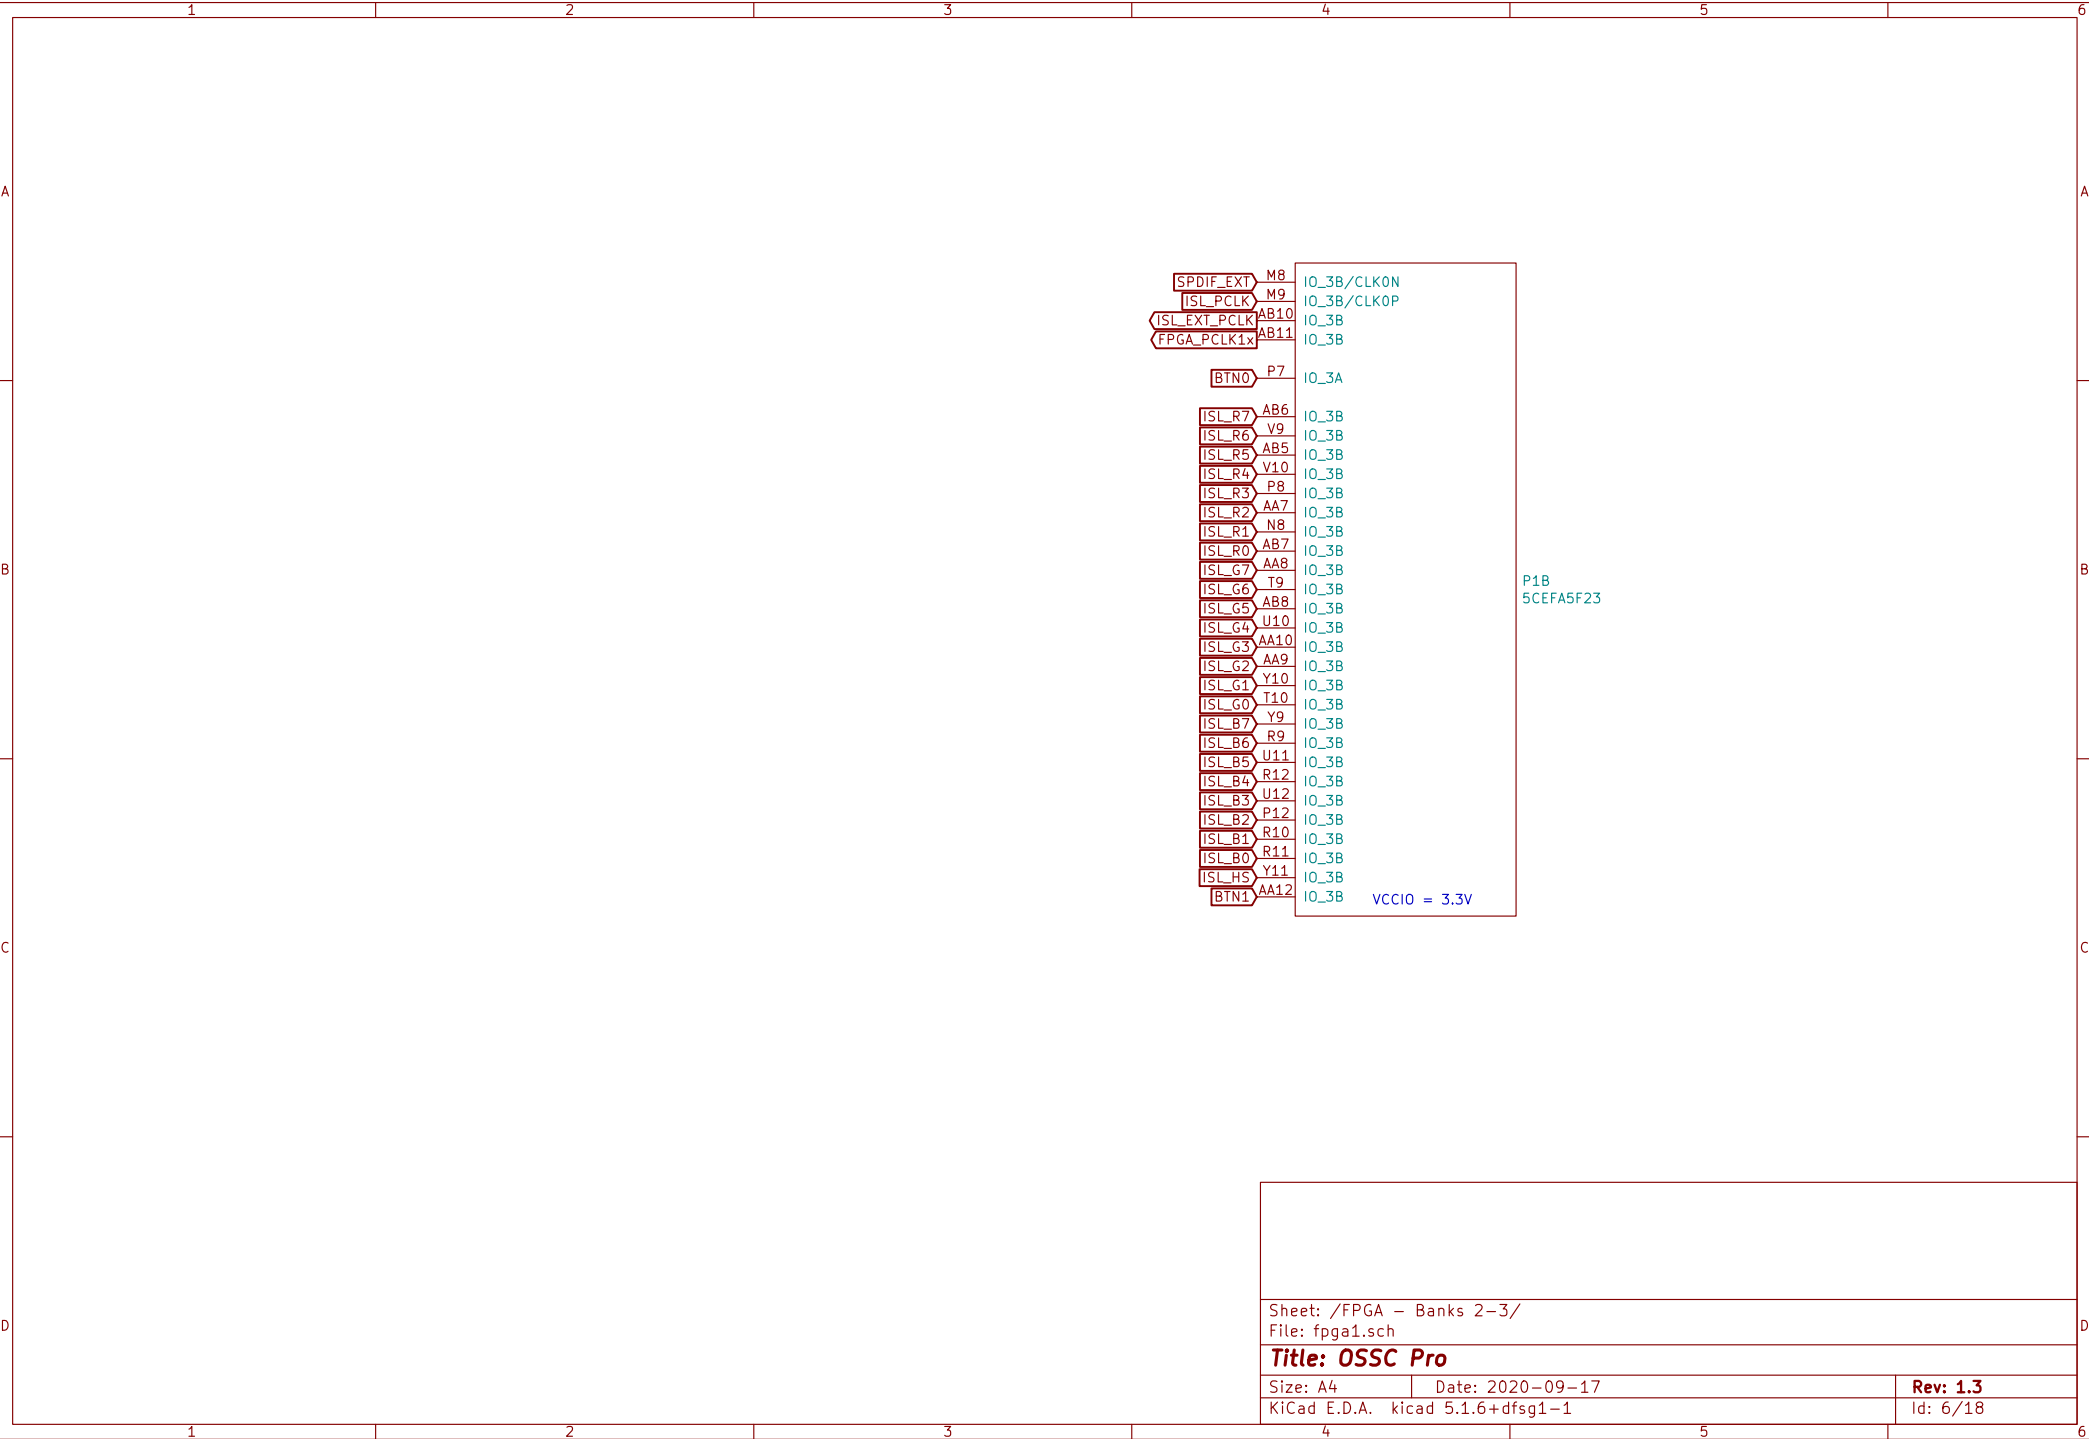 1 2 3 4 5 6
A A
SPDIF_EXT M8 IO_3B/CLK0N
ISL_PCLK M9 IO_3B/CLK0P
ISL_EXT_PCLK AB10 IO_3B
FPGA_PCLK1x AB11 IO_3B
BTN0 P7 IO_3A
ISL_R7 AB6 IO_3B
ISL_R6 V9 IO_3B
ISL_R5 AB5 IO_3B
ISL_R4 V10 IO_3B
ISL_R3 P8 IO_3B
ISL_R2 AA7 IO_3B
ISL_R1 N8 IO_3B
ISL_R0 AB7 IO_3B
B ISL_G7 AA8 IO_3B B
P1B
ISL_G6 T9 IO_3B
5CEFA5F23
ISL_G5 AB8 IO_3B
ISL_G4 U10 IO_3B
ISL_G3 AA10 IO_3B
ISL_G2 AA9 IO_3B
ISL_G1 Y10 IO_3B
ISL_G0 T10 IO_3B
ISL_B7 Y9 IO_3B
ISL_B6 R9 IO_3B
ISL_B5 U11 IO_3B
ISL_B4 R12 IO_3B
ISL_B3 U12 IO_3B
ISL_B2 P12 IO_3B
ISL_B1 R10 IO_3B
ISL_B0 R11 IO_3B
ISL_HS Y11 IO_3B
BTN1 AA12 IO_3B VCCIO = 3.3V
C C
Sheet: /FPGA - Banks 2-3/
D File: fpga1.sch D
Title: OSSC Pro
Size: A4 Date: 2020-09-17 Rev: 1.3
KiCad E.D.A. kicad 5.1.6+dfsg1-1 Id: 6/18
1 2 3 4 5 6